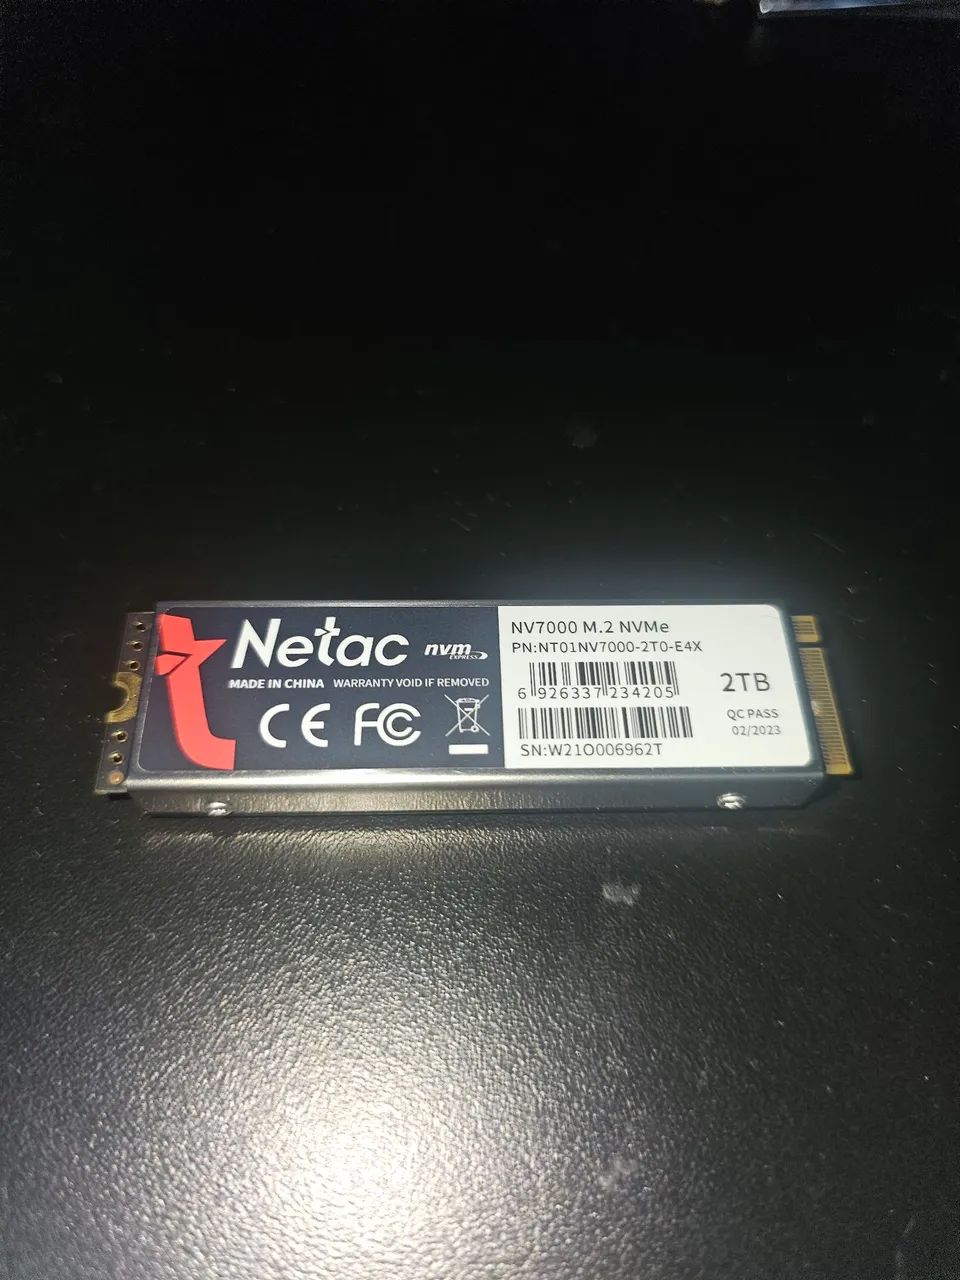 Netac nvm
EXPRESS
MADE IN CHINA WARRANTY VOID IF REMOVED
CE FC
NV7000 M.2 NVMe
PN:NT01NV7000-2T0-E4X
6 926337 234205
2TB
QC PASS
02/2023
SN:W21O006962T